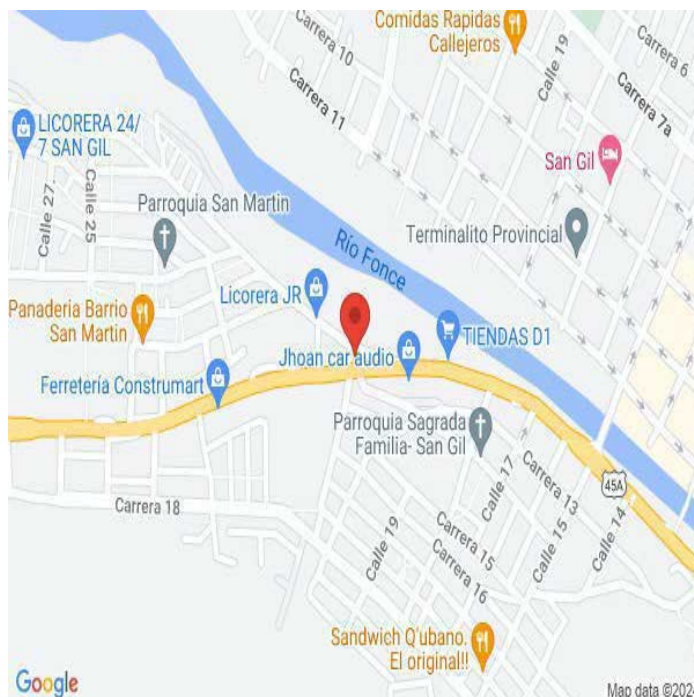 Comidas Rapidas
Callejeros
Calle 19
Carrera 6
Carrera 10
Carrera 11
Carrera 7a
LICORERA 24/
7 SAN GIL
San Gil
Calle 27
Calle 25
Parroquia San Martin
Terminalito Provincial
Río Fonce
Licorera JR
Panaderia Barrio
San Martin
TIENDAS D1
Jhoan car audio
Ferretería Construmart
Parroquia Sagrada
Familia- San Gil
45A
Carrera 18
Calle 17
Carrera 13
Calle 19
Calle 15
Calle 14
Carrera 15
Carrera 16
Sandwich Q'ubano.
El original!!
Google
Map data ©202